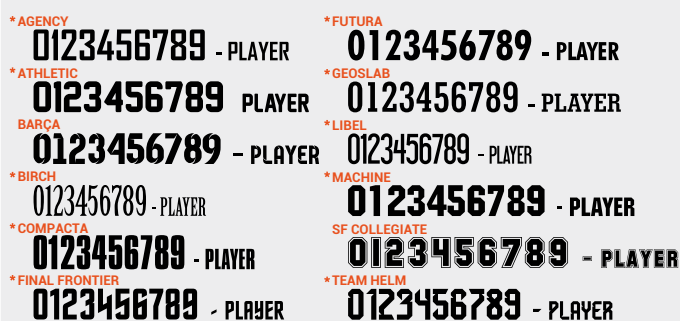 *AGENCY
0123456789 - PLAYER
*ATHLETIC
0123456789 PLAYER
BARÇA
0123456789 - PLAYER
*BIRCH
0123456789 - PLAYER
*COMPACTA
0123456789 - PLAYER
*FINAL FRONTIER
0123456789 - PLAYER
*FUTURA
0123456789 - PLAYER
*GEOSLAB
0123456789 - PLAYER
*LIBEL
0123456789 - PLAYER
*MACHINE
0123456789 - PLAYER
SF COLLEGIATE
0123456789 - PLAYER
*TEAM HELM
0123456789 - PLAYER